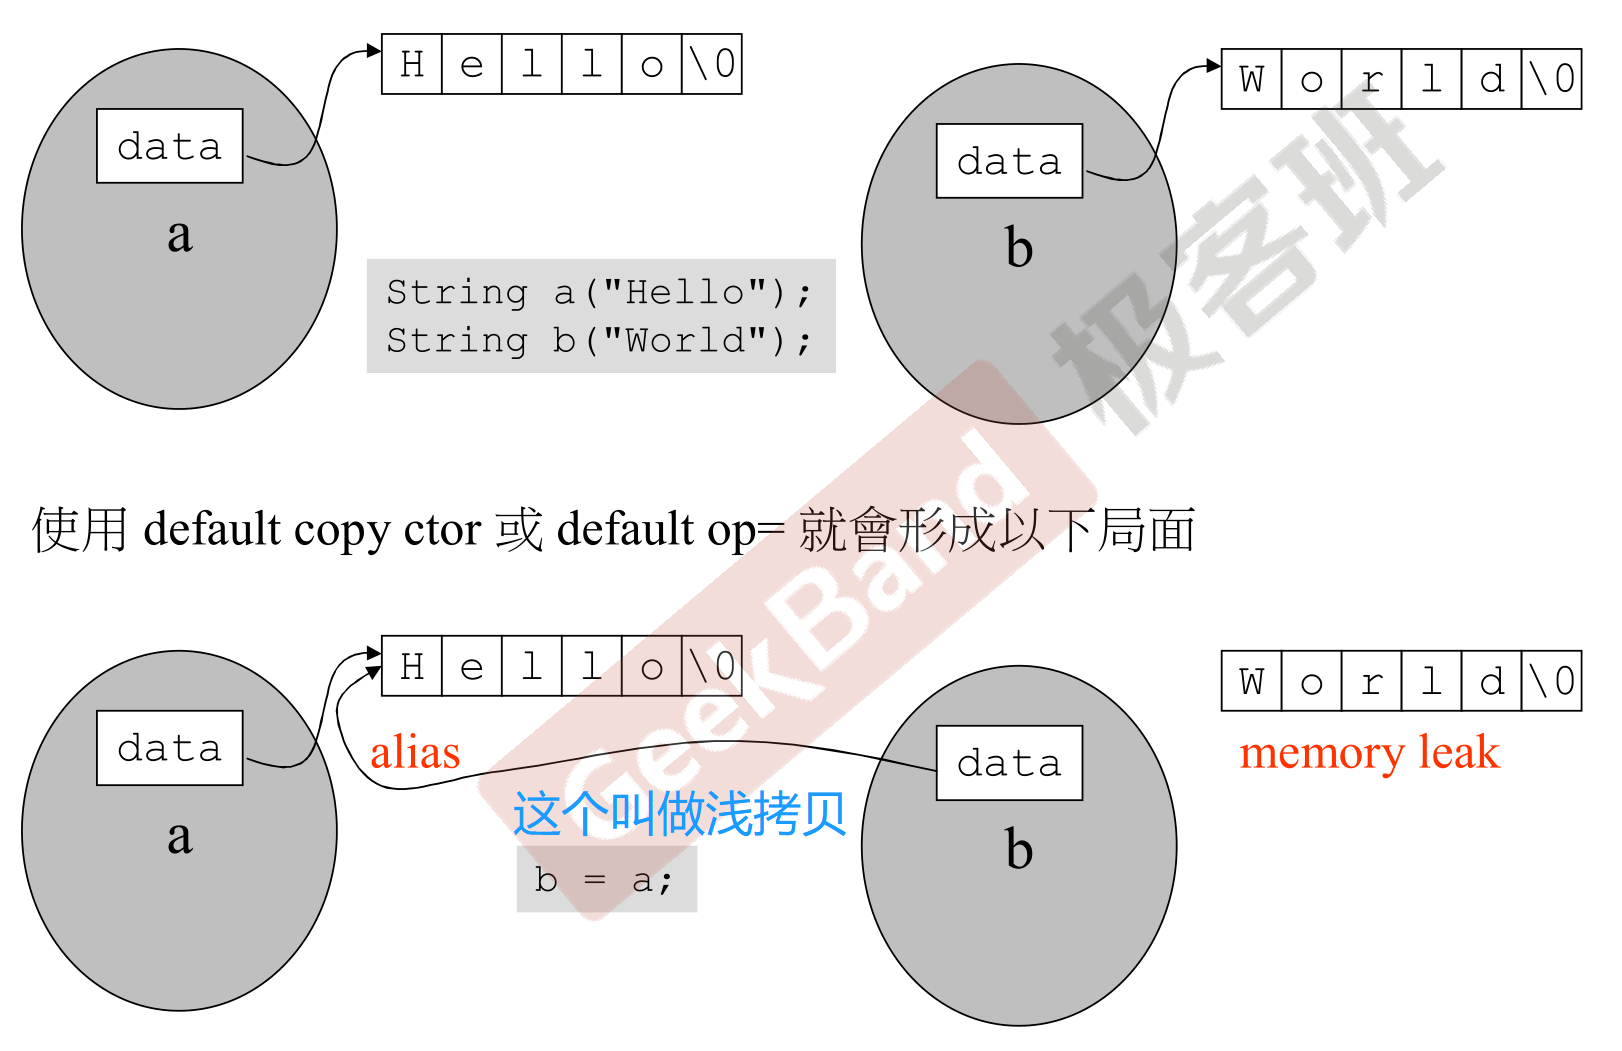 H e l l o \0
W o r l d \0
data
data
a
b
String a("Hello");
String b("World");
极客班
GeekBand
使用 default copy ctor 或 default op= 就會形成以下局面
H e l l o \0
W o r l d \0
data
alias
data
memory leak
这个叫做浅拷贝
a
b
b = a;